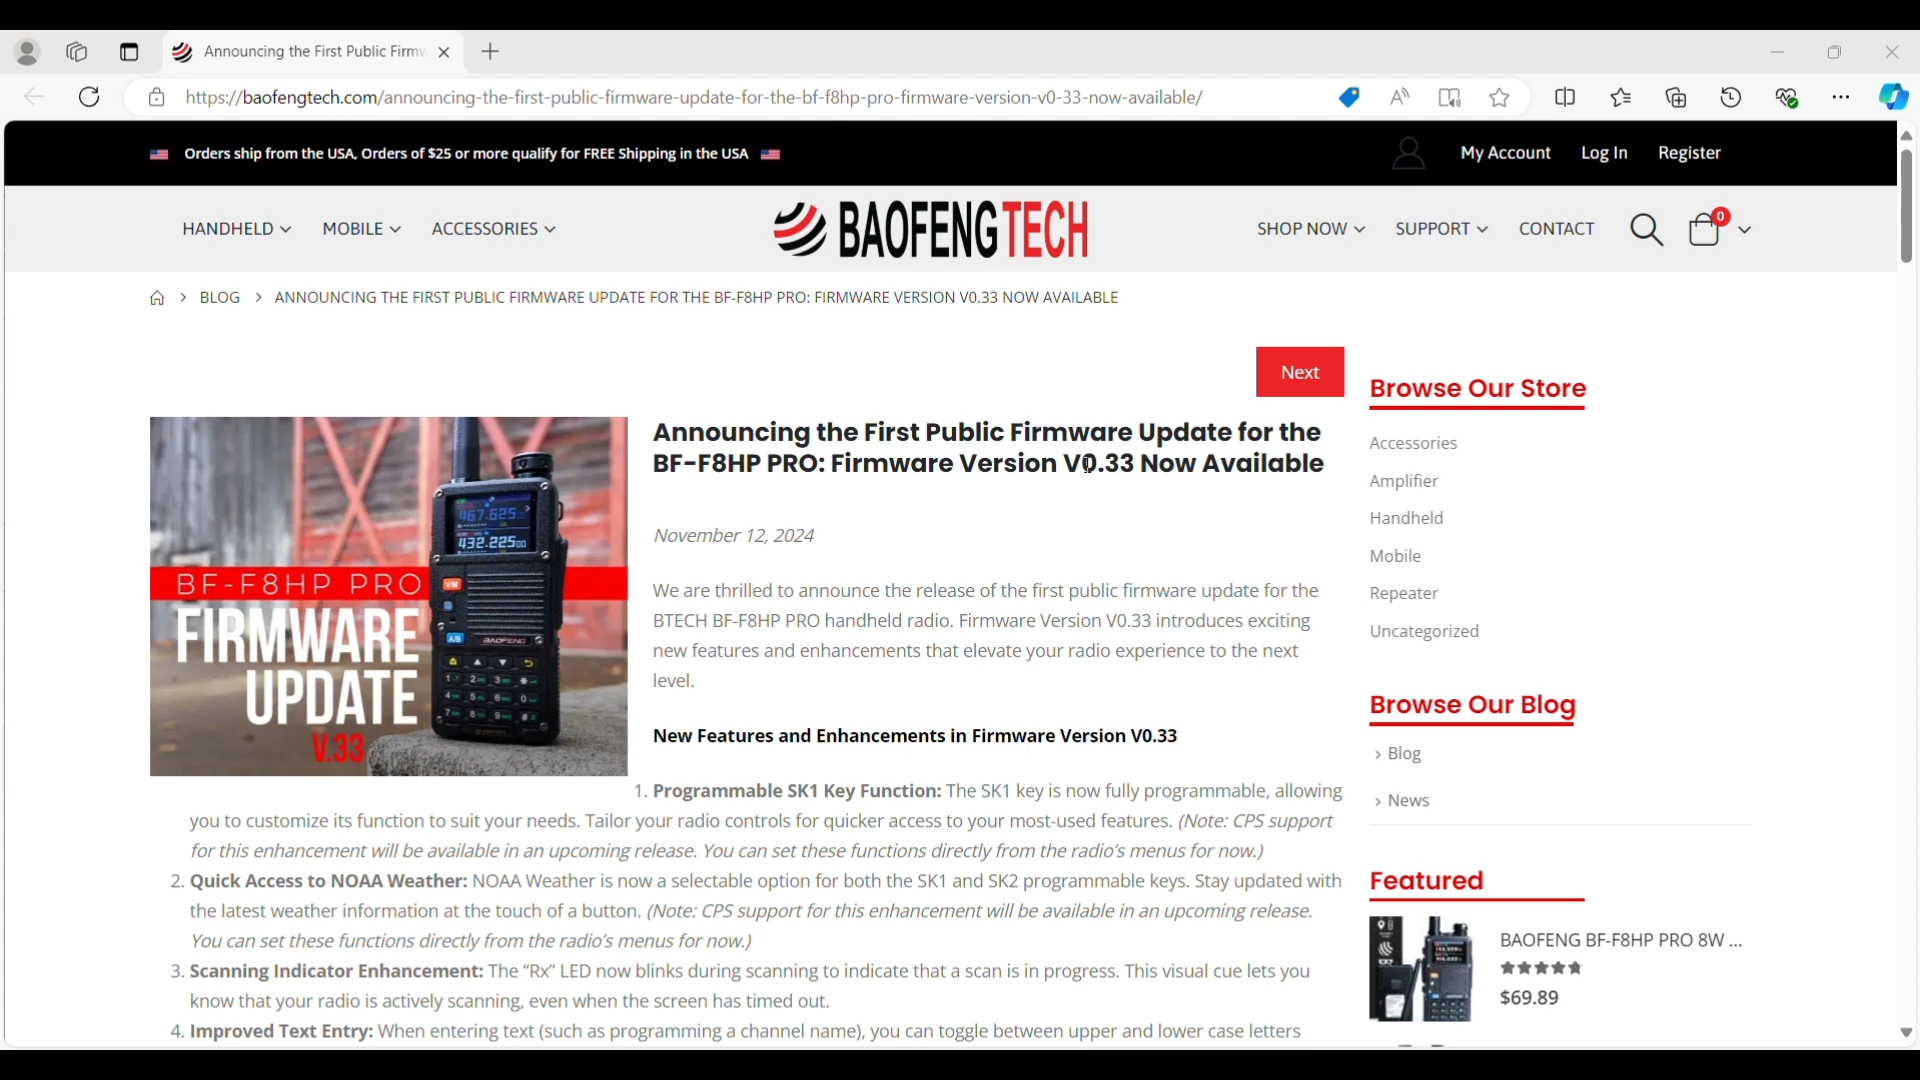 Announcing the First Public Firmw
https://baofengtech.com/announcing-the-first-public-firmware-update-for-the-bf-f8hp-pro-firmware-version-v0-33-now-available/
Orders ship from the USA, Orders of $25 or more qualify for FREE Shipping in the USA
My Account Log In Register
HANDHELD MOBILE ACCESSORIES
BAOFENGTECH
SHOP NOW SUPPORT CONTACT
0
> BLOG > ANNOUNCING THE FIRST PUBLIC FIRMWARE UPDATE FOR THE BF-F8HP PRO: FIRMWARE VERSION V0.33 NOW AVAILABLE
Next
467.625
432.225
V/M
A/B
BAOFENG
BF-F8HP PRO
FIRMWARE
UPDATE
V.33
Announcing the First Public Firmware Update for the
BF-F8HP PRO: Firmware Version V0.33 Now Available
November 12, 2024
We are thrilled to announce the release of the first public firmware update for the
BTECH BF-F8HP PRO handheld radio. Firmware Version V0.33 introduces exciting
new features and enhancements that elevate your radio experience to the next
level.
New Features and Enhancements in Firmware Version V0.33
1. Programmable SK1 Key Function: The SK1 key is now fully programmable, allowing
you to customize its function to suit your needs. Tailor your radio controls for quicker access to your most-used features. (Note: CPS support
for this enhancement will be available in an upcoming release. You can set these functions directly from the radio's menus for now.)
2. Quick Access to NOAA Weather: NOAA Weather is now a selectable option for both the SK1 and SK2 programmable keys. Stay updated with
the latest weather information at the touch of a button. (Note: CPS support for this enhancement will be available in an upcoming release.
You can set these functions directly from the radio's menus for now.)
3. Scanning Indicator Enhancement: The “Rx” LED now blinks during scanning to indicate that a scan is in progress. This visual cue lets you
know that your radio is actively scanning, even when the screen has timed out.
4. Improved Text Entry: When entering text (such as programming a channel name), you can toggle between upper and lower case letters
Browse Our Store
Accessories
Amplifier
Handheld
Mobile
Repeater
Uncategorized
Browse Our Blog
> Blog
> News
Featured
BAOFENG BF-F8HP PRO 8W ...
$69.89